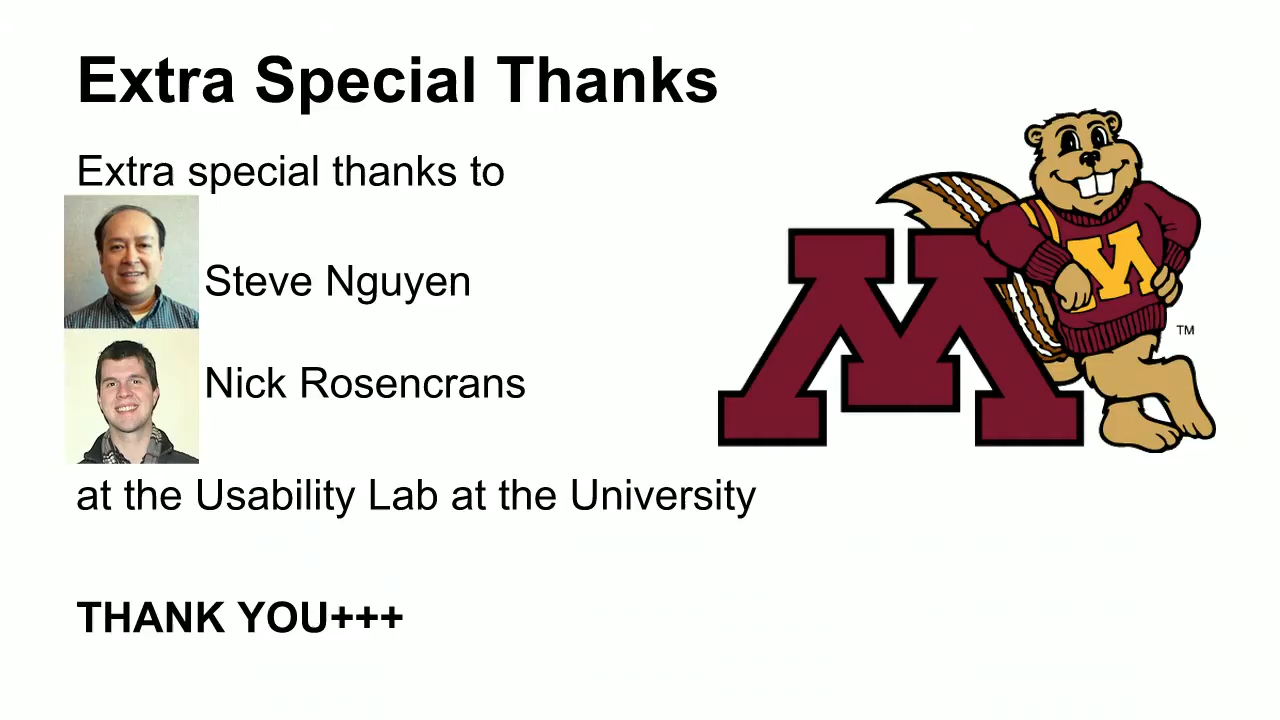 Extra Special Thanks
Extra special thanks to
Steve Nguyen
Nick Rosencrans
at the Usability Lab at the University
THANK YOU+++
M
M
TM